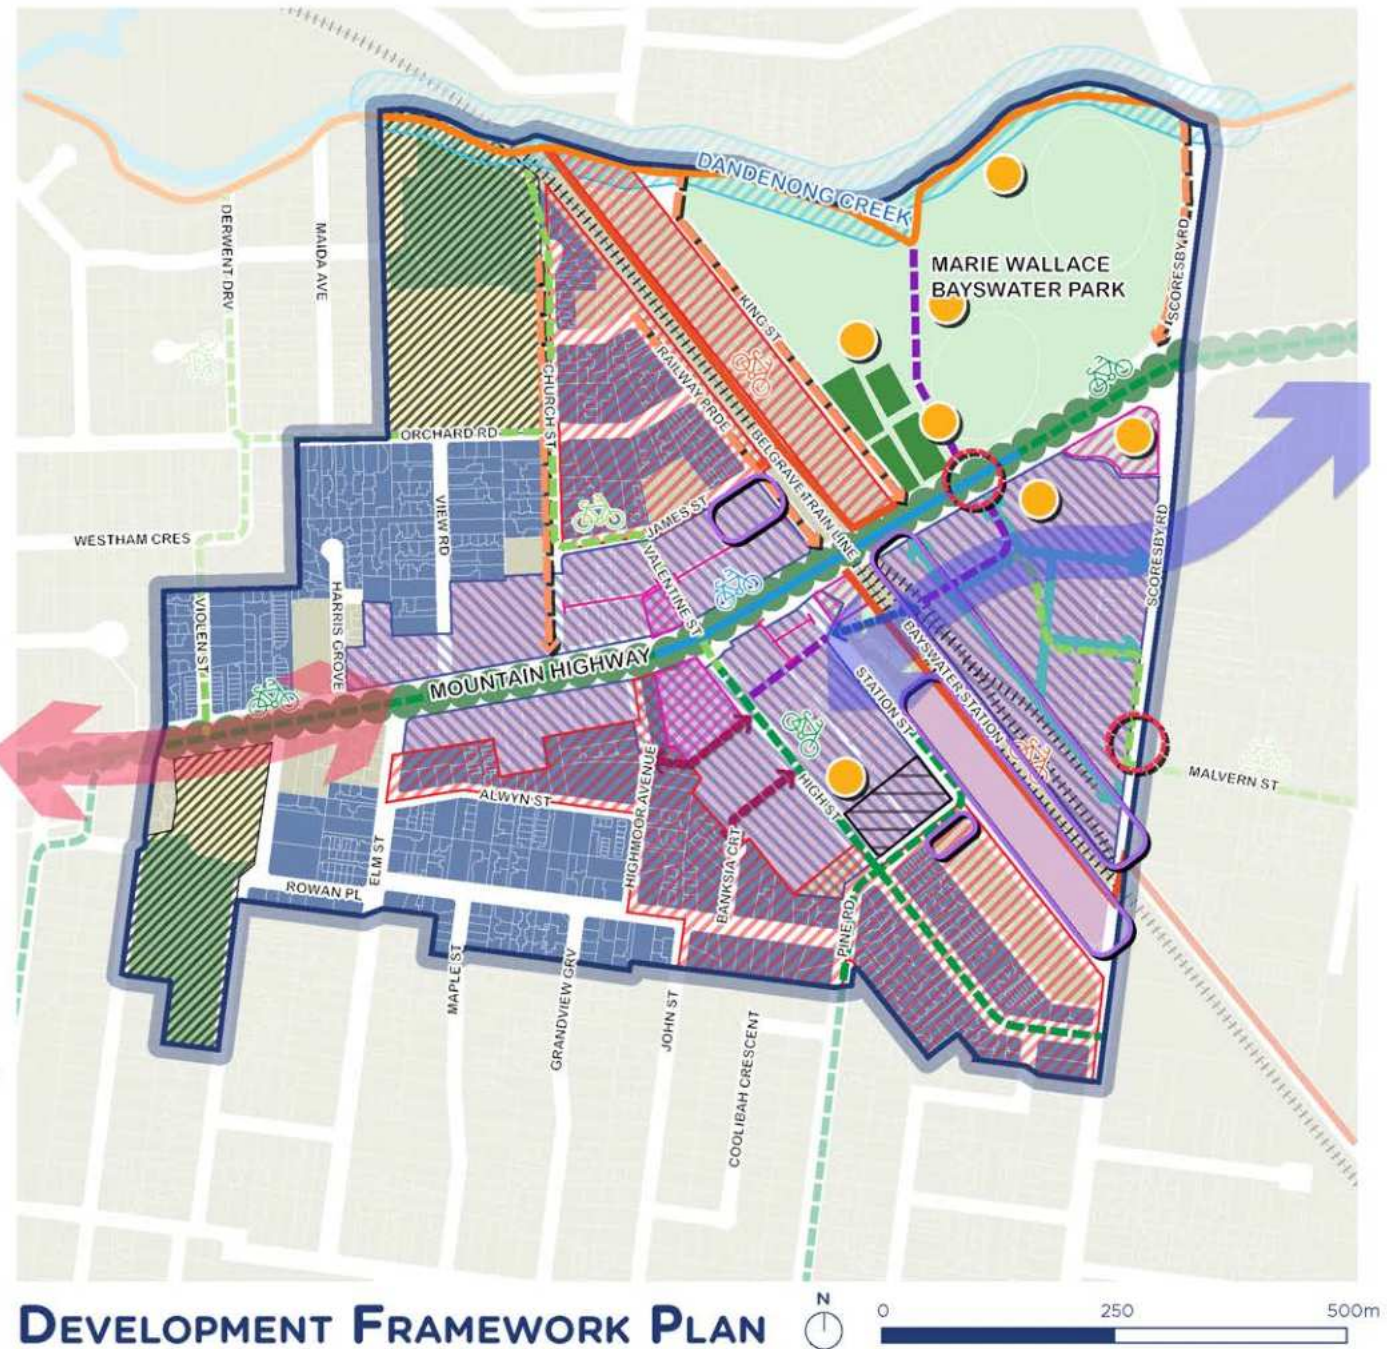 DANDENONG CREEK
DERWENT DRV
MAIDA AVE
SCORESBY RD
MARIE WALLACE
BAYSWATER PARK
KING ST
RAILWAY PRDE
CHURCH ST
BELGRAVE TRAIN LINE
ORCHARD RD
VIEW RD
JAMES ST
WESTHAM CRES
VALENTINE ST
SCORESBY RD
HARRIS GROVE
VIOLEN ST
MOUNTAIN HIGHWAY
BAYSWATER STATION
STATION ST
MALVERN ST
HIGH ST
HIGHMOOR AVENUE
ALWYN ST
ELM ST
BANKSIA CRT
ROWAN PL
PINE RD
MAPLE ST
GRANDVIEW GRV
JOHN ST
COOLIBAH CRESCENT
DEVELOPMENT FRAMEWORK PLAN
N
0 250 500m